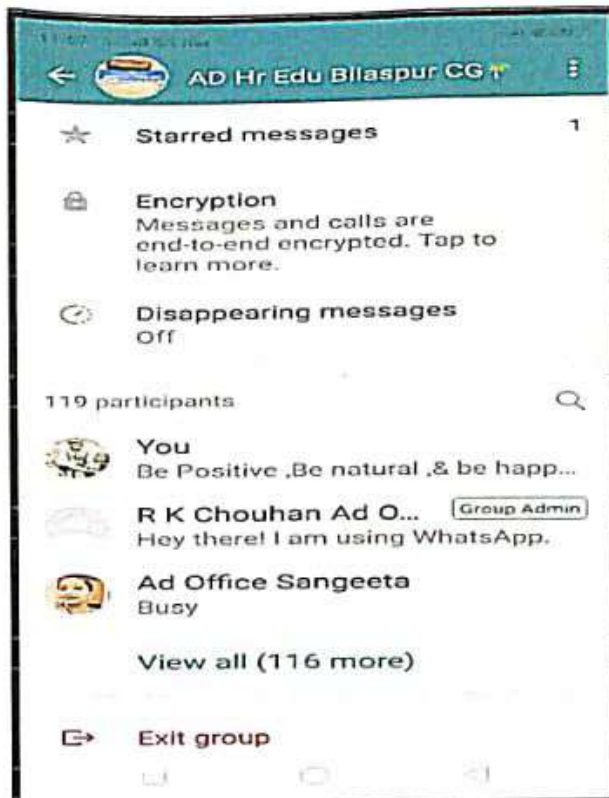 AD Hr Edu Bilaspur CG
Starred messages
1
Encryption
Messages and calls are
end-to-end encrypted. Tap to
learn more.
Disappearing messages
Off
119 participants
You
Be Positive ,Be natural ,& be happ...
R K Chouhan Ad O...
Group Admin
Hey there! I am using WhatsApp.
Ad Office Sangeeta
Busy
View all (116 more)
Exit group